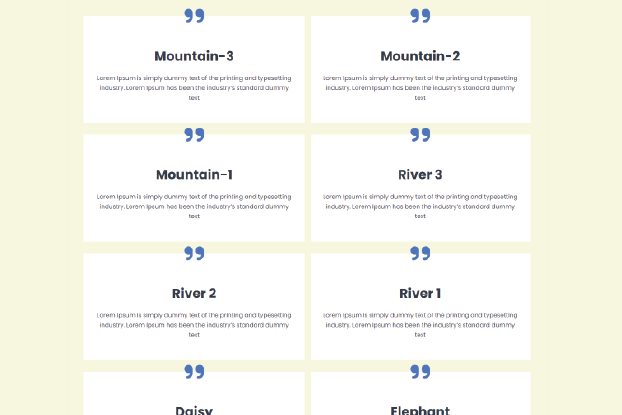 Mountain-3
Lorem Ipsum is simply dummy text of the printing and typesetting
industry. Lorem Ipsum has been the industry's standard dummy
text
Mountain-2
Lorem Ipsum is simply dummy text of the printing and typesetting
industry. Lorem Ipsum has been the industry's standard dummy
text
Mountain-1
Lorem Ipsum is simply dummy text of the printing and typesetting
industry. Lorem Ipsum has been the industry's standard dummy
text
River 3
Lorem Ipsum is simply dummy text of the printing and typesetting
industry. Lorem Ipsum has been the industry's standard dummy
text
River 2
Lorem Ipsum is simply dummy text of the printing and typesetting
industry. Lorem Ipsum has been the industry's standard dummy
text
River 1
Lorem Ipsum is simply dummy text of the printing and typesetting
industry. Lorem Ipsum has been the industry's standard dummy
text
Daisy
Elephant